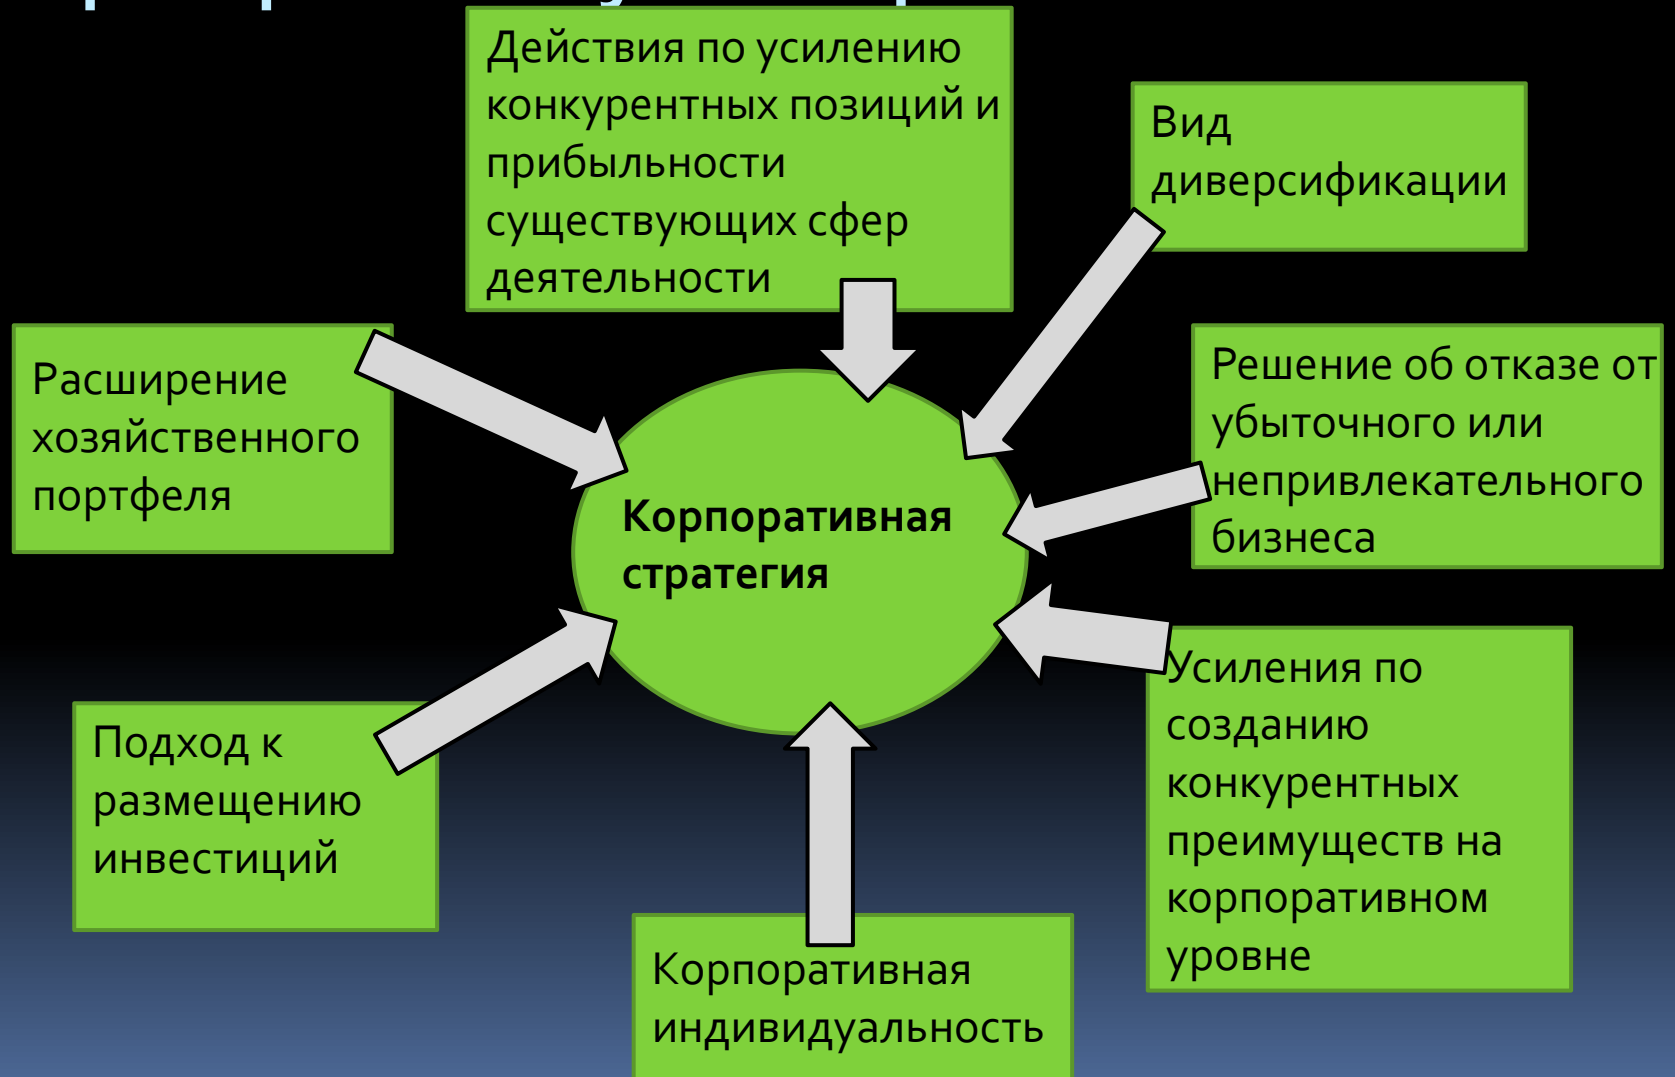 Действия по усилению
конкурентных позиций и
прибыльности
существующих сфер
деятельности
Вид
диверсификации
Расширение
хозяйственного
портфеля
Решение об отказе от
убыточного или
непривлекательного
бизнеса
Корпоративная
стратегия
Подход к
размещению
инвестиций
Усиления по
созданию
конкурентных
преимуществ на
корпоративном
уровне
Корпоративная
индивидуальность